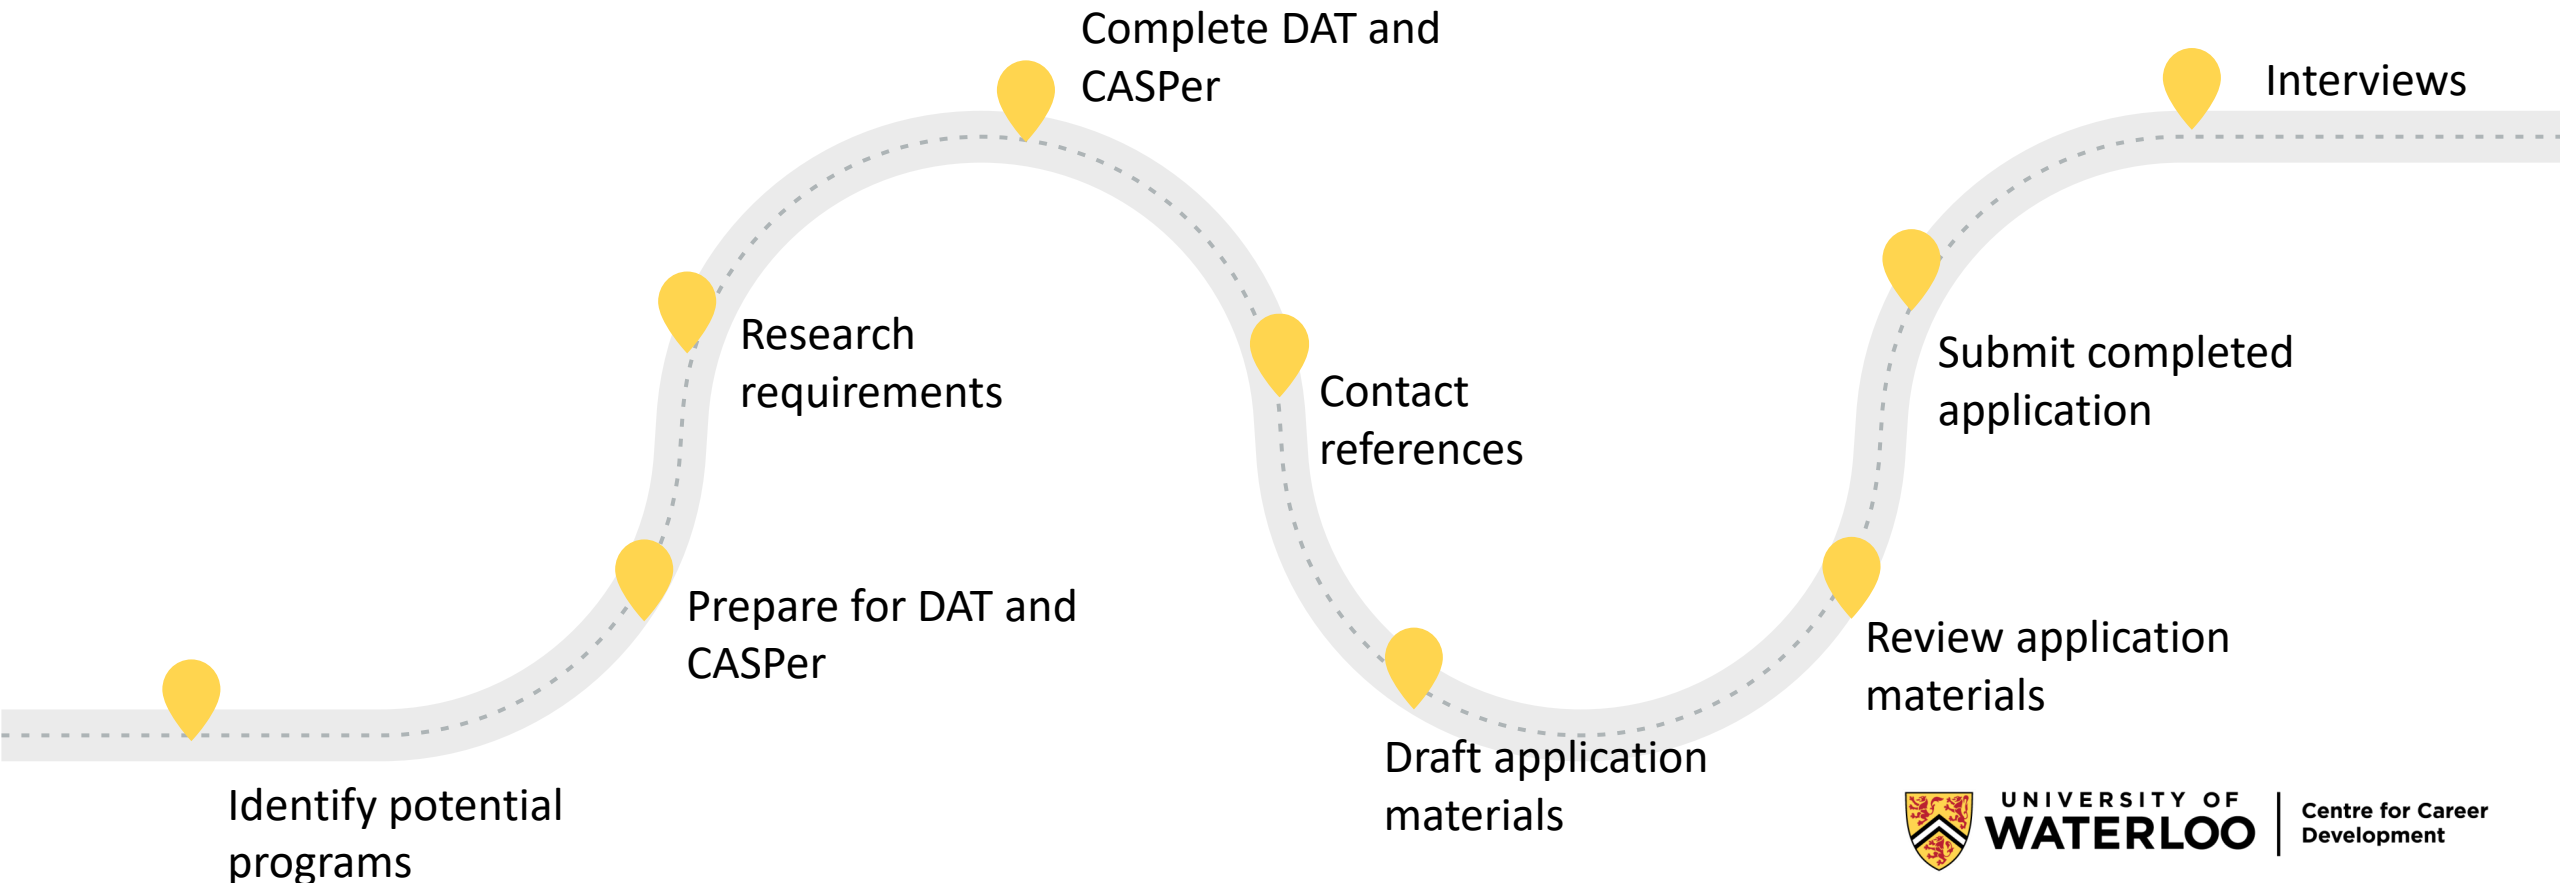 Complete DAT and
CASPer
Interviews
Research
requirements
Contact
references
Submit completed
application
Prepare for DAT and
CASPer
Review application
materials
Draft application
materials
Identify potential
programs
UNIVERSITY OF
WATERLOO
Centre for Career
Development